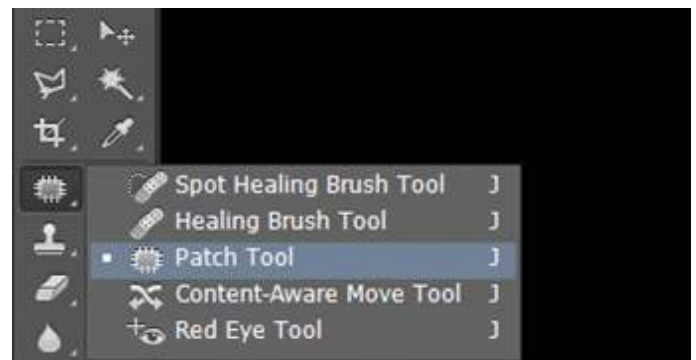 Spot Healing Brush Tool J
Healing Brush Tool J
Patch Tool J
Content-Aware Move Tool J
Red Eye Tool J